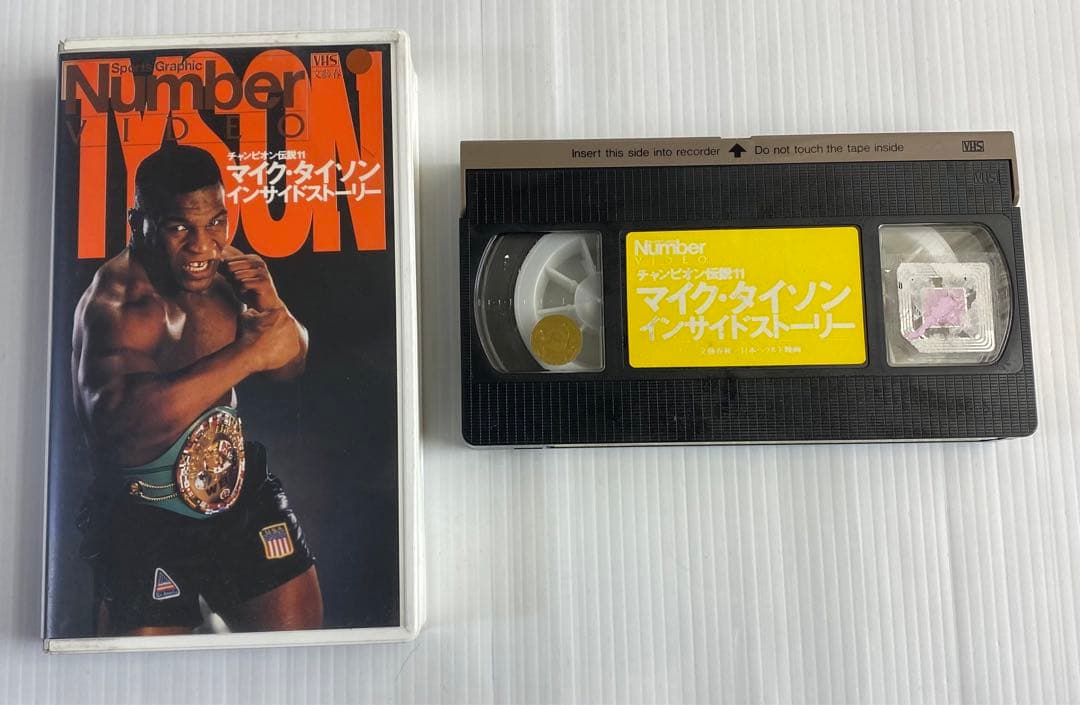 TYSON
Sports Graphic
Number
VIDEO
VHS
文藝春
チャンピオン伝説11
マイク・タイソン
インサイドストーリー
Insert this side into recorder
Do not touch the tape inside
VHS
VHS
Number
VIDEO
チャンピオン伝説11
マイク・タイソン
インサイドストーリー